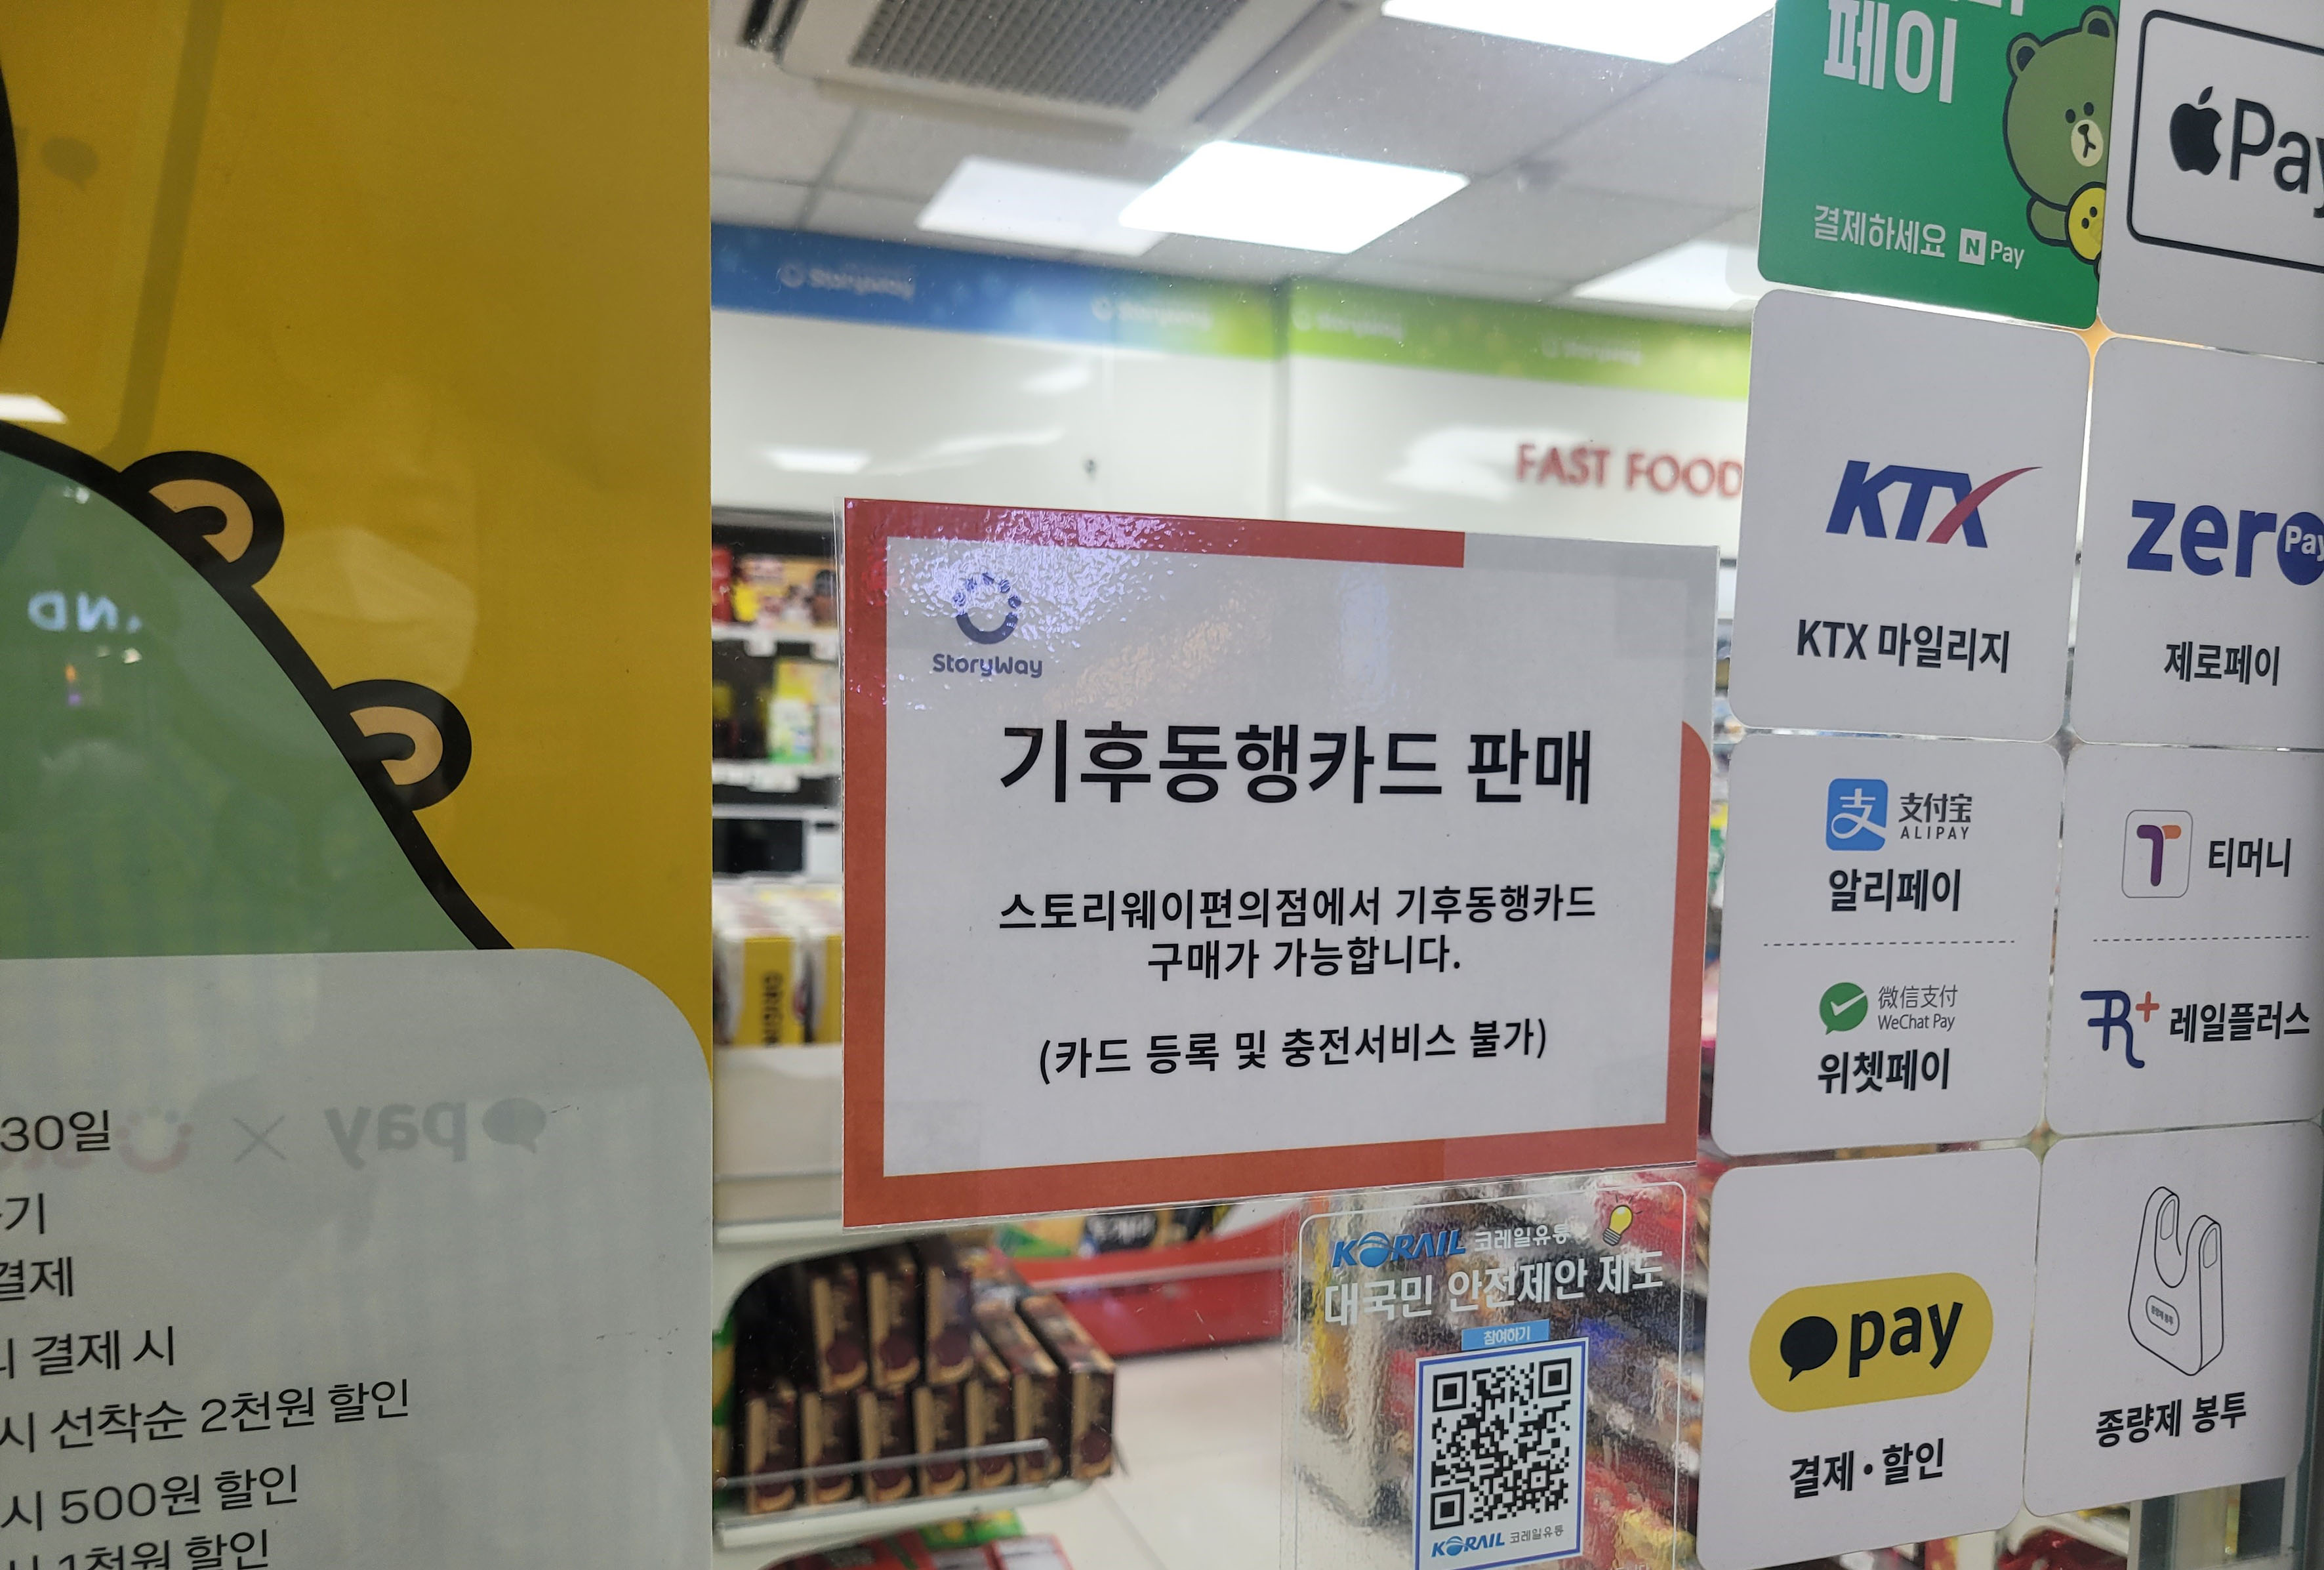 30일
결제
결제 시
시 선착순 2천원 할인
시 500원 할인
1천원 할인
pay
Storyway
FAST FOOD
StoryWay
기후동행카드 판매
스토리웨이편의점에서 기후동행카드
구매가 가능합니다.
(카드 등록 및 충전서비스 불가)
KORAIL 코레일유통
대국민 안전제안 제도
참여하기
KORAIL 코레일유통
페이
결제하세요 N Pay
Pay
KTX
KTX 마일리지
zero Pay
제로페이
支 支付宝
ALIPAY
알리페이
티머니
微信支付
WeChat Pay
위쳇페이
R+ 레일플러스
pay
결제·할인
종량제 봉투